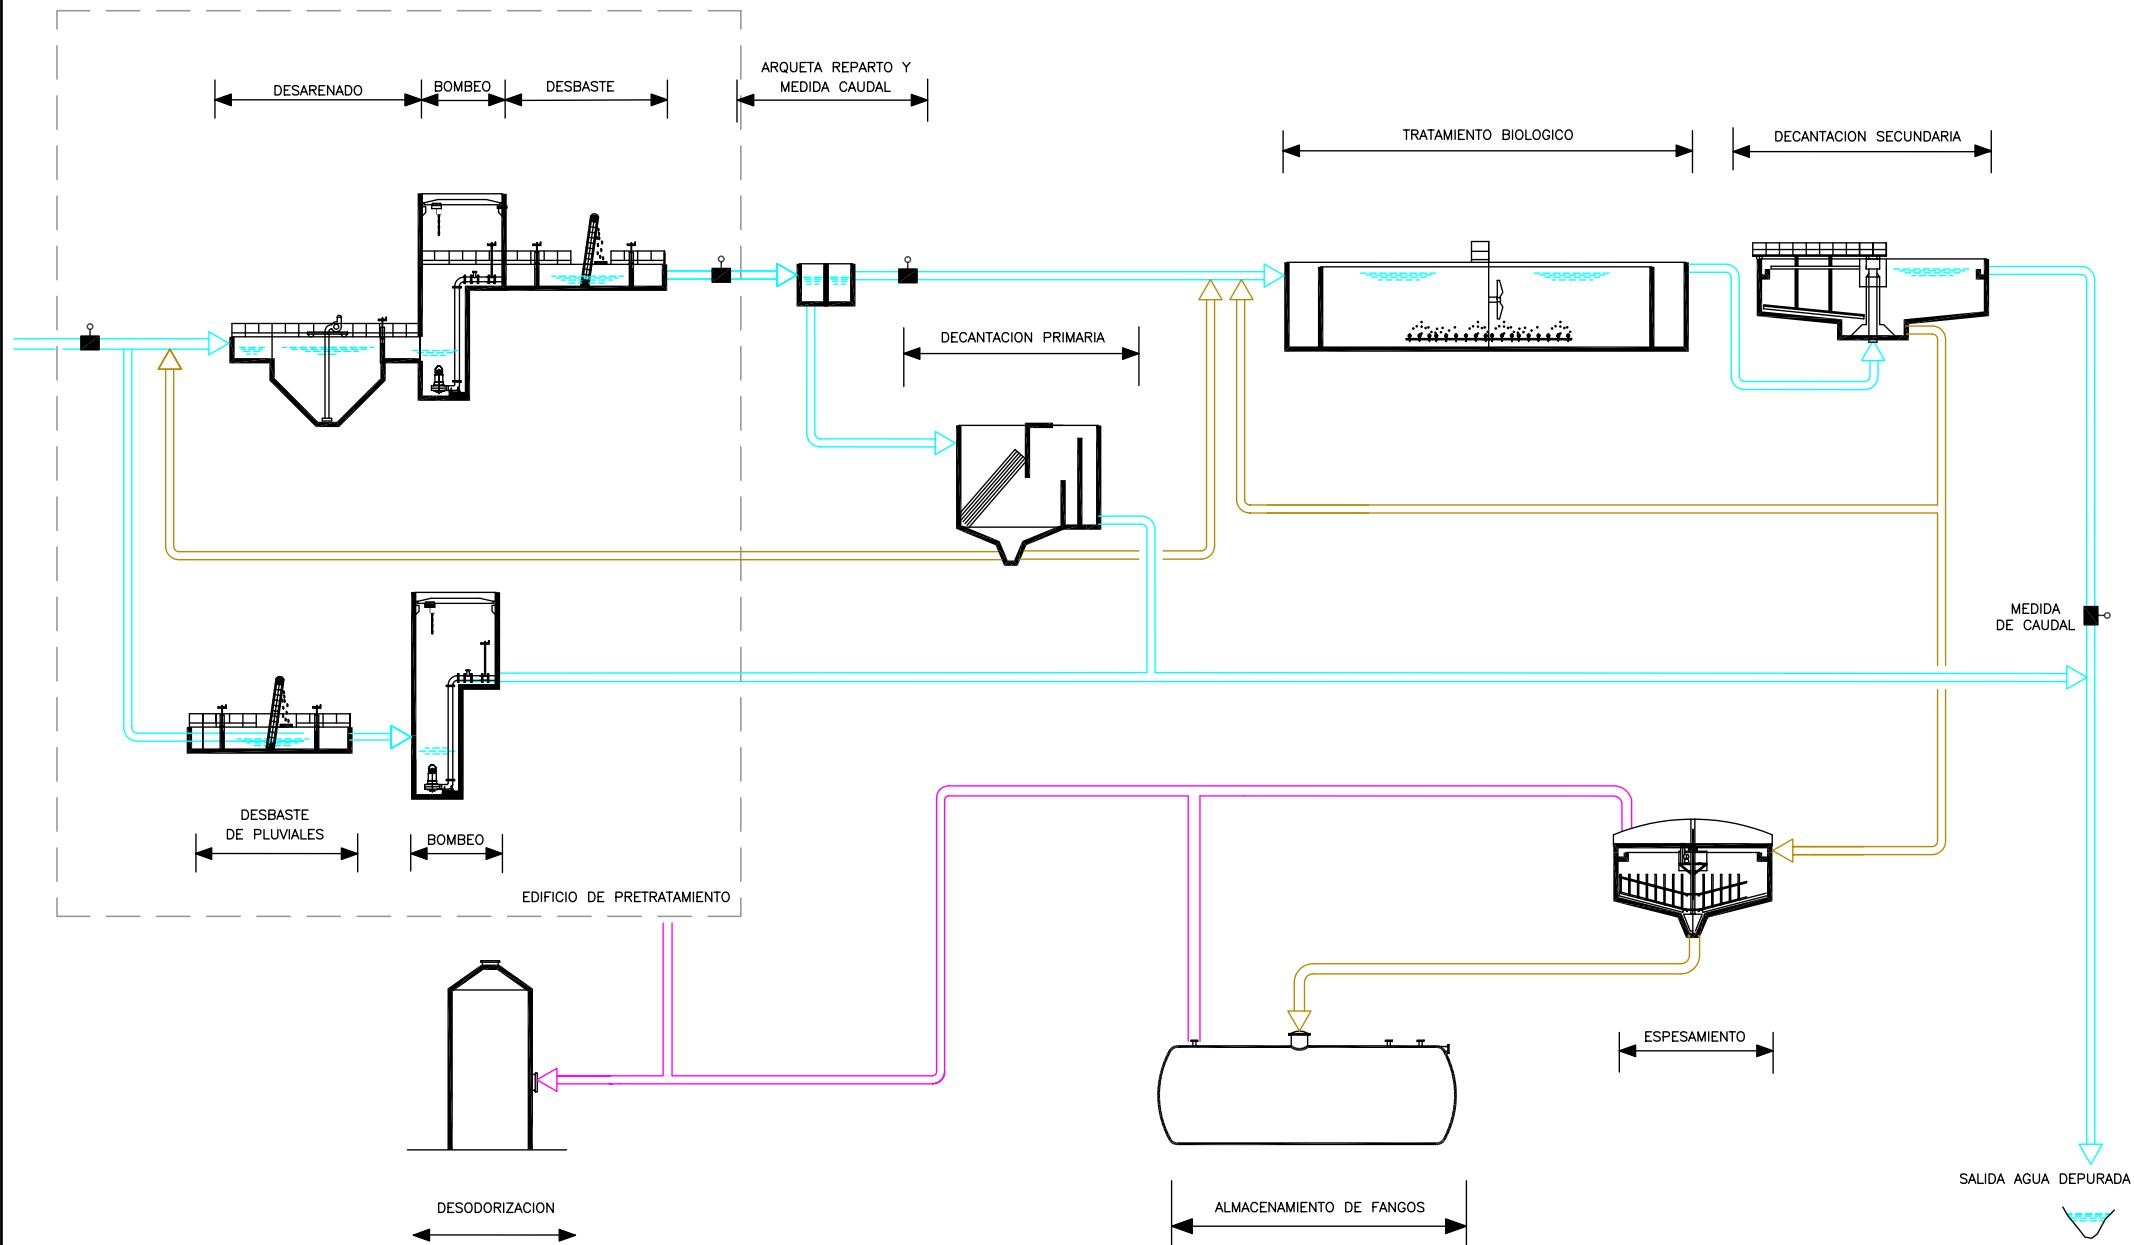 ARQUETA REPARTO Y
MEDIDA CAUDAL
DESARENADO
BOMBEO
DESBASTE
TRATAMIENTO BIOLOGICO
DECANTACION SECUNDARIA
DECANTACION PRIMARIA
MEDIDA
DE CAUDAL
DESBASTE
DE PLUVIALES
BOMBEO
EDIFICIO DE PRETRATAMIENTO
ESPESAMIENTO
SALIDA AGUA DEPURADA
DESODORIZACION
ALMACENAMIENTO DE FANGOS